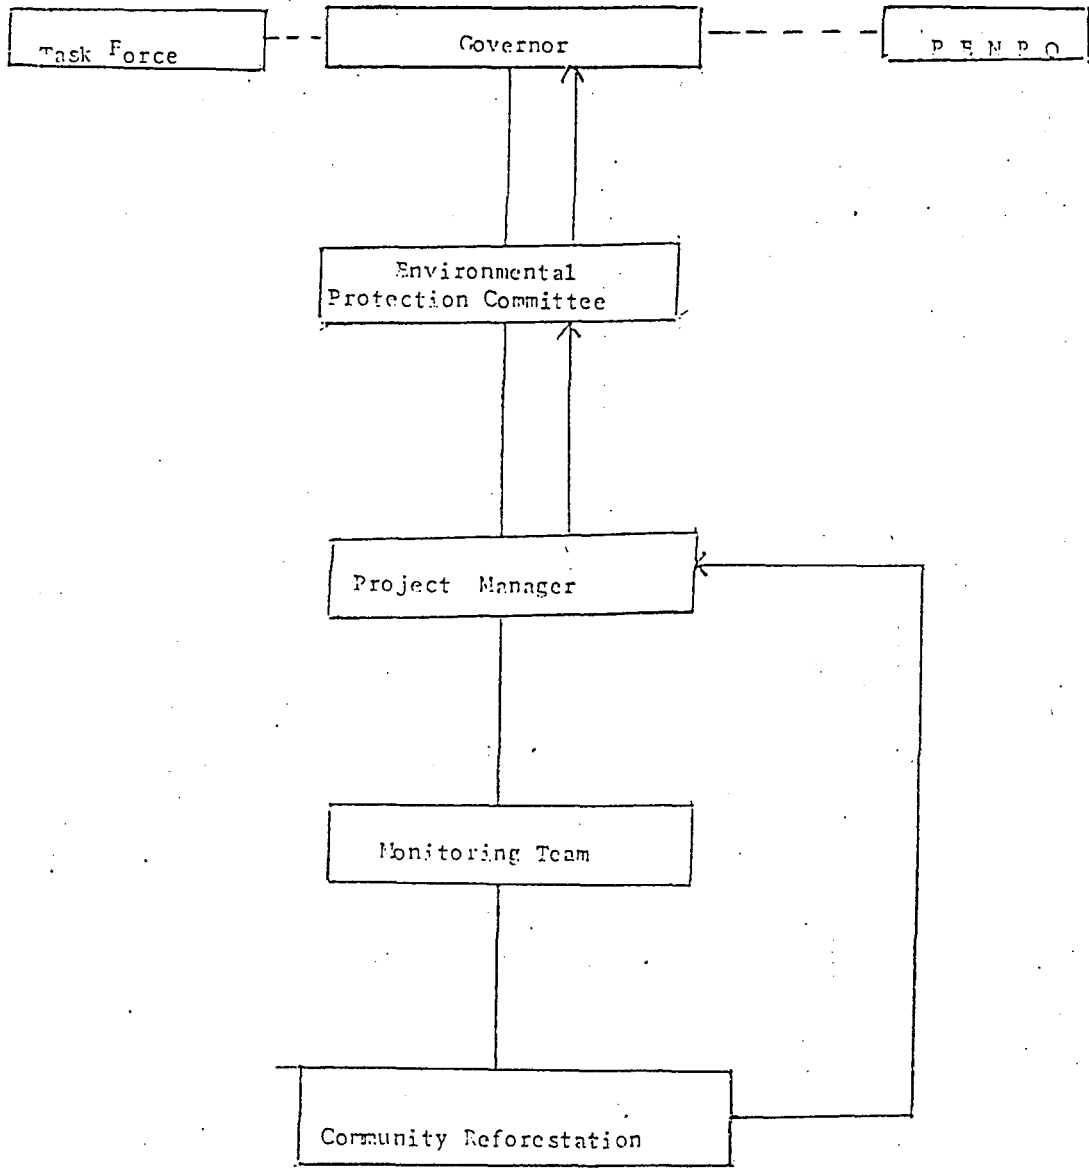 Task Force
Governor
P E N R O
Environmental
Protection Committee
Project Manager
Monitoring Team
Community Reforestation